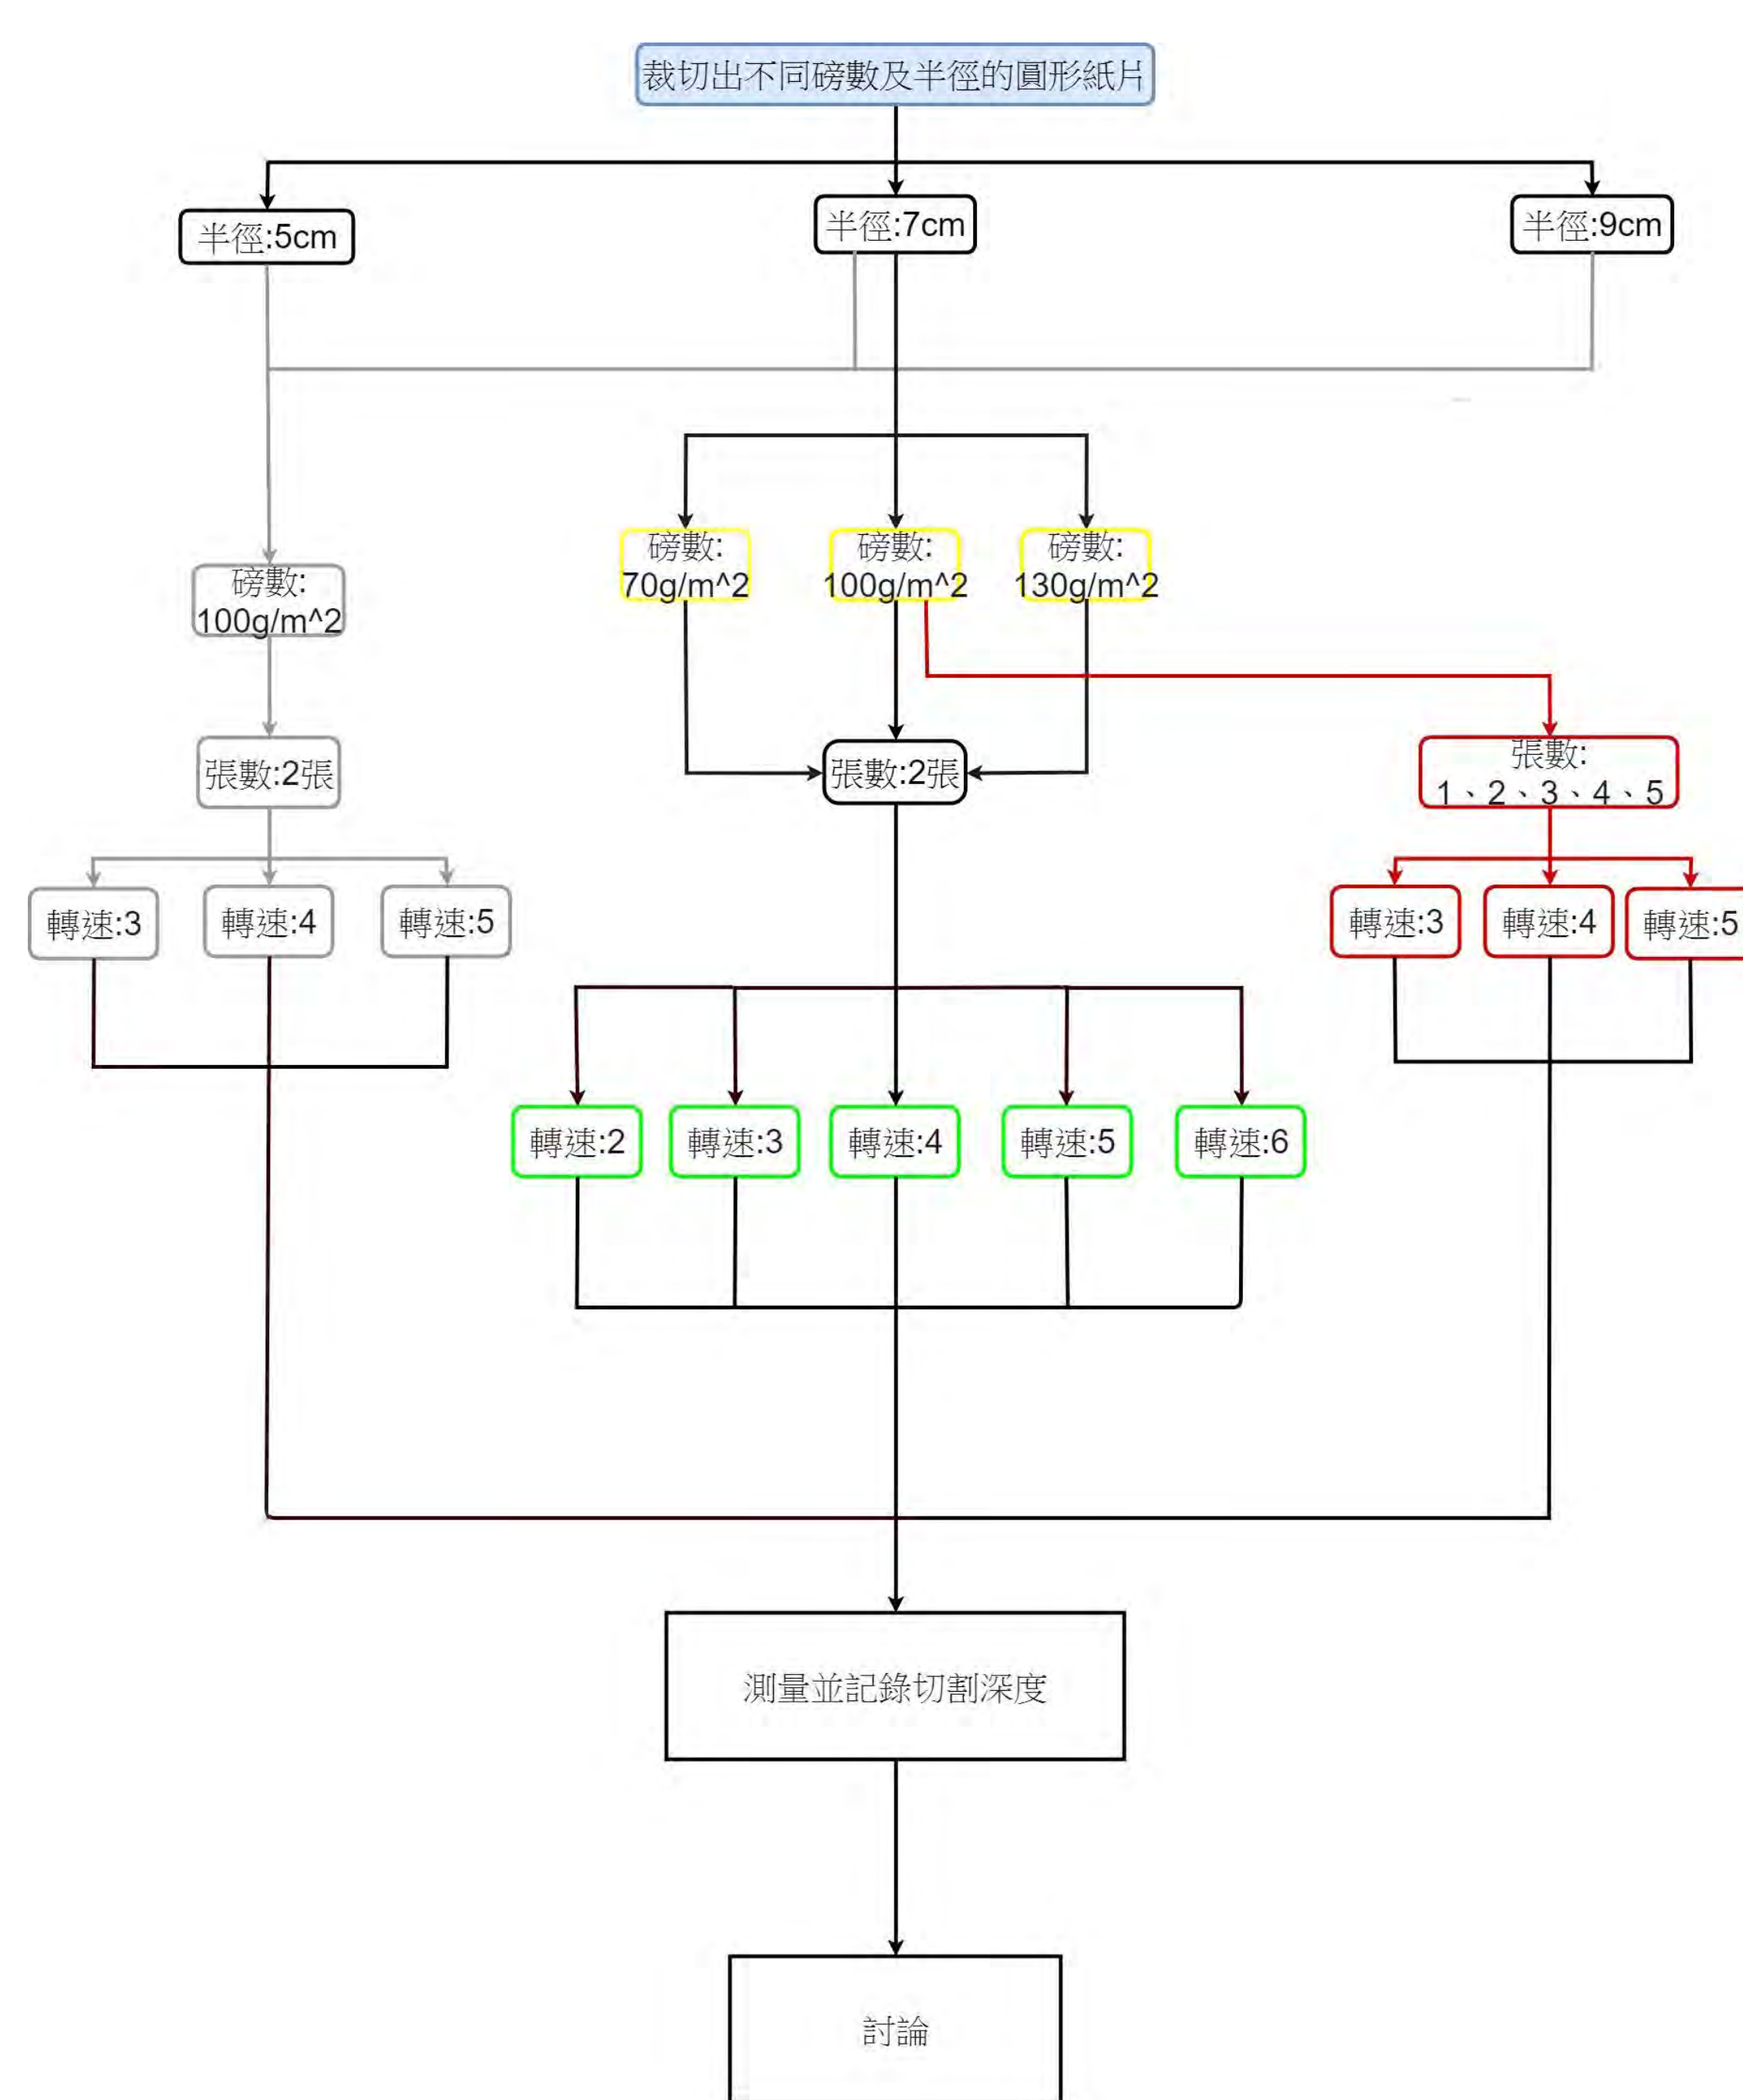 裁切出不同磅數及半徑的圓形紙片
半徑:5cm
半徑:7cm
半徑:9cm
磅數:
70g/m^2
磅數:
100g/m^2
磅數:
130g/m^2
磅數:
100g/m^2
張數:2張
張數:2張
張數:
1、2、3、4、5
轉速:3
轉速:4
轉速:5
轉速:3
轉速:4
轉速:5
轉速:2
轉速:3
轉速:4
轉速:5
轉速:6
測量並記錄切割深度
討論